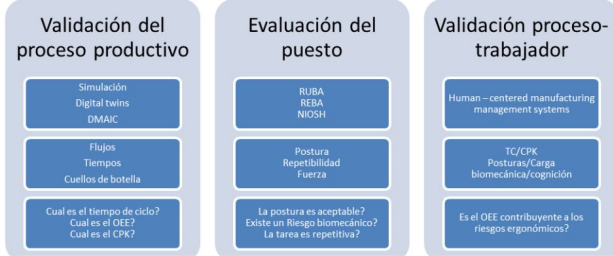 Validación del
proceso productivo
Simulación
Digital twins
DMAIC
Flujos
Tiempos
Cuellos de botella
Cual es el tiempo de ciclo?
Cual es el OEE?
Cual es el CPK?
Evaluación del
puesto
RUBA
REBA
NIOSH
Postura
Repetibilidad
Fuerza
La postura es aceptable?
Existe un Riesgo biomecánico?
La tarea es repetitiva?
Validación proceso-
trabajador
Human – centered manufacturing
management systems
TC/CPK
Posturas/Carga
biomecánica/cognición
Es el OEE contribuyente a los
riesgos ergonómicos?